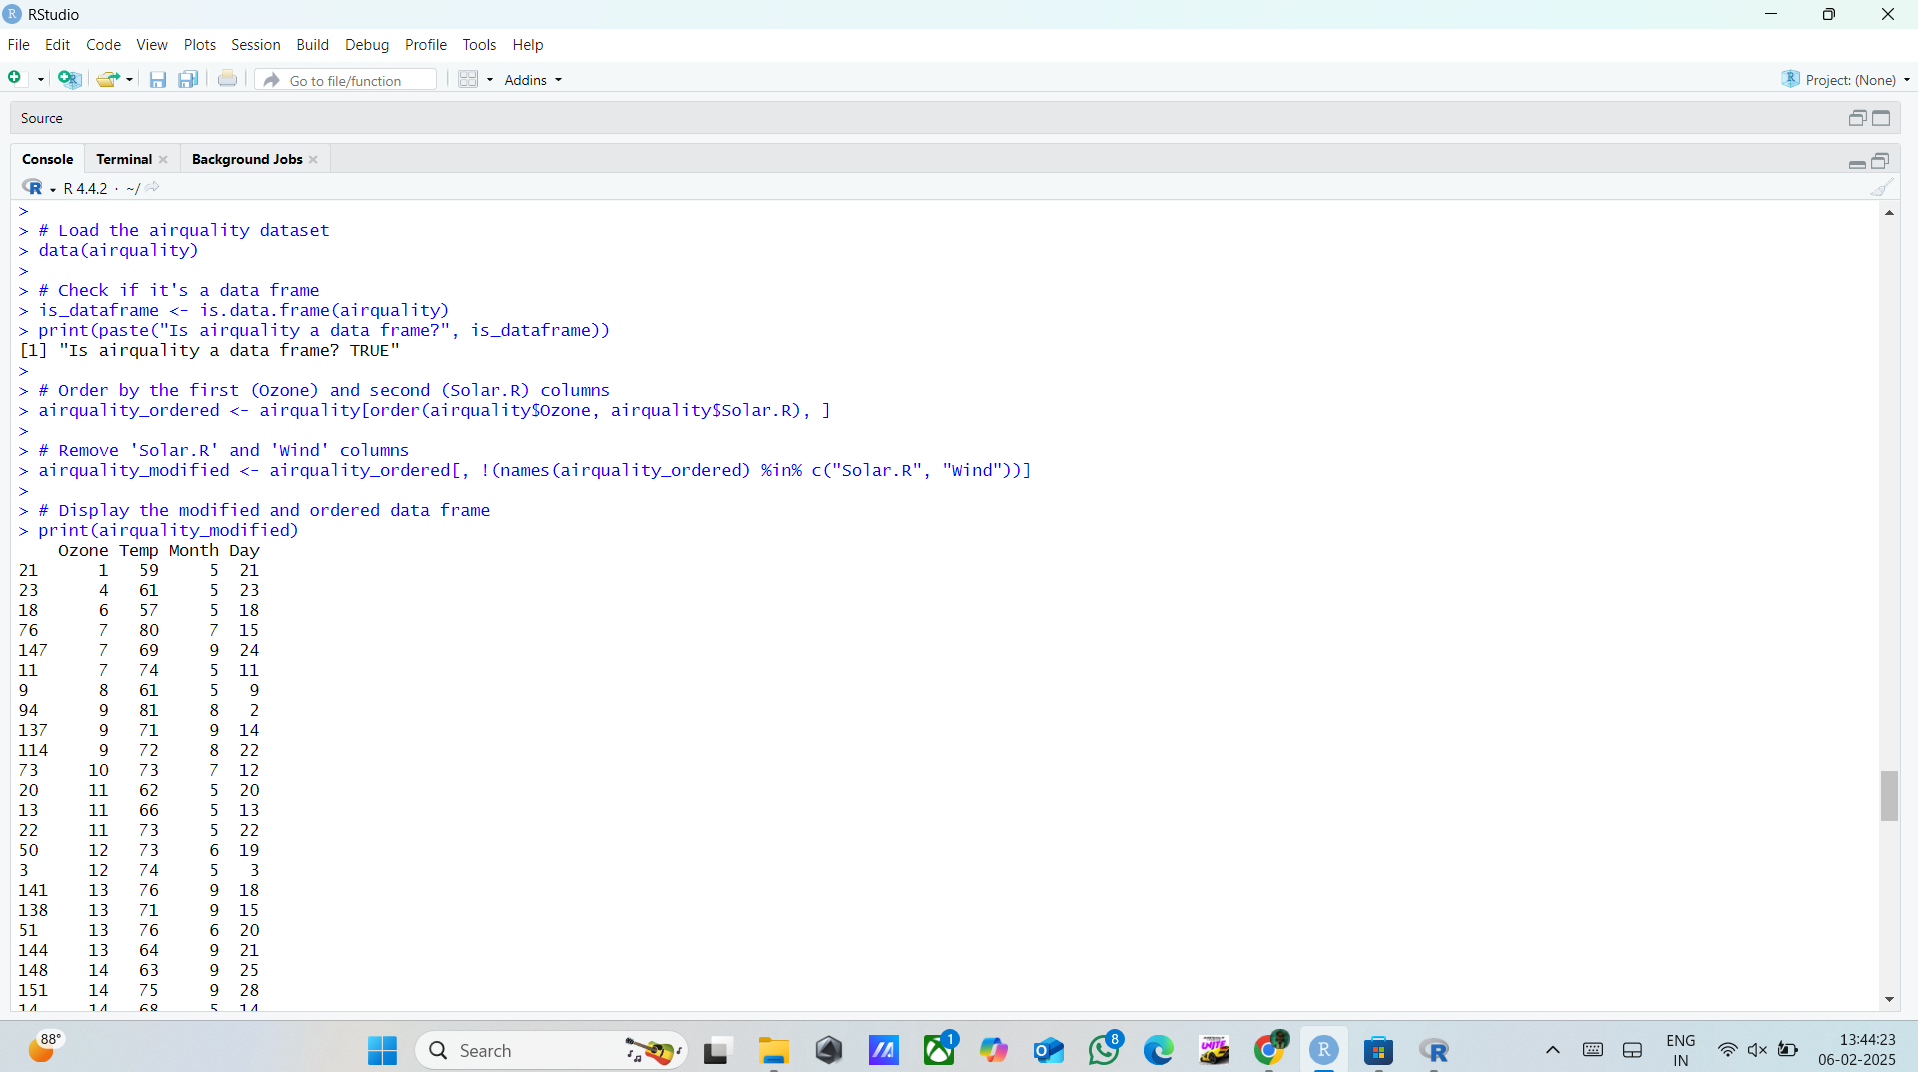 RStudio
File Edit Code View Plots Session Build Debug Profile Tools Help
Go to file/function Addins Project: (None)
Source
Console Terminal Background Jobs
R 4.4.2 · ~/
>
> # Load the airquality dataset
> data(airquality)
>
> # Check if it's a data frame
> is_dataframe <- is.data.frame(airquality)
> print(paste("Is airquality a data frame?", is_dataframe))
[1] "Is airquality a data frame? TRUE"
>
> # Order by the first (Ozone) and second (Solar.R) columns
> airquality_ordered <- airquality[order(airquality$Ozone, airquality$Solar.R), ]
>
> # Remove 'Solar.R' and 'Wind' columns
> airquality_modified <- airquality_ordered[, !(names(airquality_ordered) %in% c("Solar.R", "Wind"))]
>
> # Display the modified and ordered data frame
> print(airquality_modified)
    Ozone Temp Month Day
21      1   59     5  21
23      4   61     5  23
18      6   57     5  18
76      7   80     7  15
147     7   69     9  24
11      7   74     5  11
9       8   61     5   9
94      9   81     8   2
137     9   71     9  14
114     9   72     8  22
73     10   73     7  12
20     11   62     5  20
13     11   66     5  13
22     11   73     5  22
50     12   73     6  19
3      12   74     5   3
141    13   76     9  18
138    13   71     9  15
51     13   76     6  20
144    13   64     9  21
148    14   63     9  25
151    14   75     9  28
14     14   68     5  14
88° Search 1 8 ENG 13:44:23
IN 06-02-2025